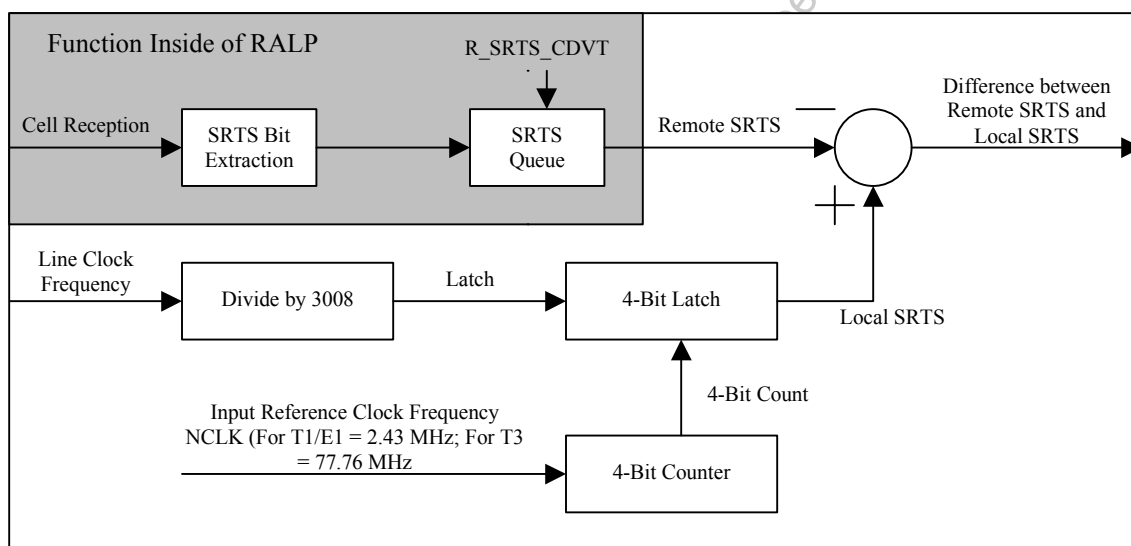 Function Inside of RALP
R_SRTS_CDVT
Cell Reception
SRTS Bit
Extraction
SRTS
Queue
Remote SRTS
Difference between
Remote SRTS and
Local SRTS
Line Clock
Frequency
Divide by 3008
Latch
4-Bit Latch
Local SRTS
4-Bit Count
Input Reference Clock Frequency
NCLK (For T1/E1 = 2.43 MHz; For T3
= 77.76 MHz
4-Bit Counter